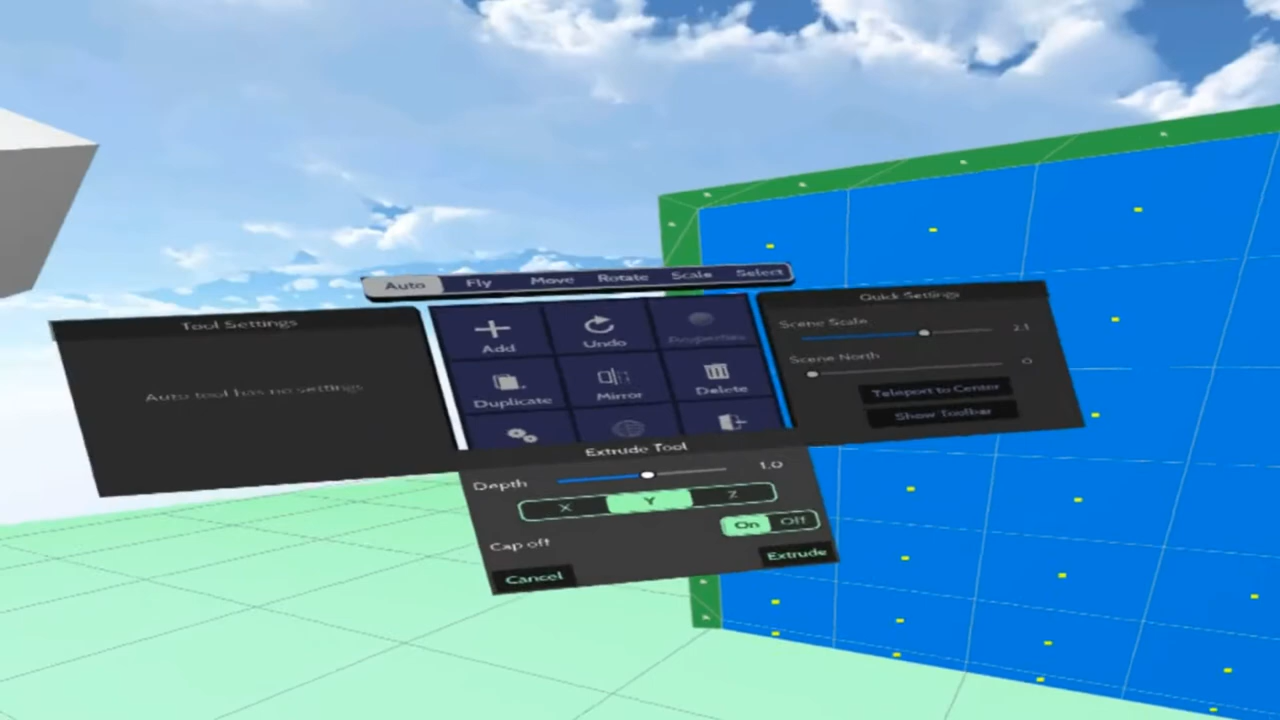 Auto Fly Move Rotate Scale Select
Tool Settings
Auto tool has no settings
Add Undo Properties
Duplicate Mirror Delete
Quick Settings
Scene Scale 2.1
Scene North 0
Teleport to Center
Show Toolbar
Extrude Tool
Depth 1.0
X Y Z
Cap off On Off
Cancel Extrude